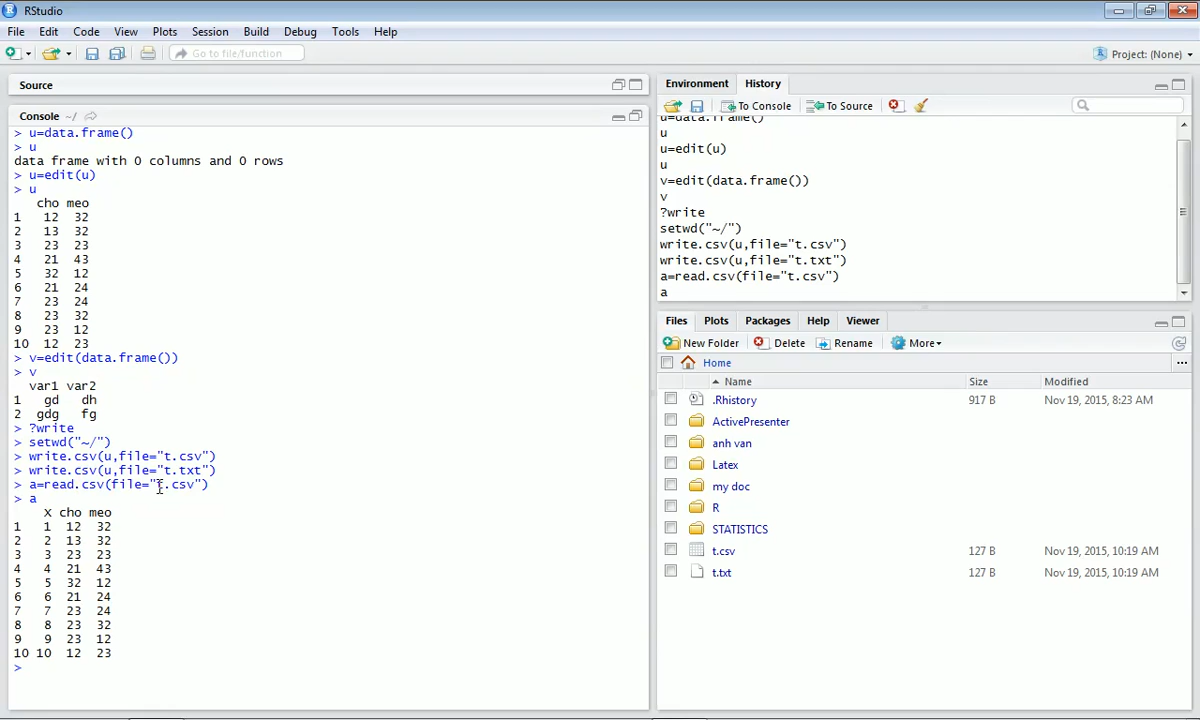 RStudio
File Edit Code View Plots Session Build Debug Tools Help
Go to file/function
Project: (None)
Source
Console ~/
> u=data.frame()
> u
data frame with 0 columns and 0 rows
> u=edit(u)
> u
cho meo
1 12 32
2 13 32
3 23 23
4 21 43
5 32 12
6 21 24
7 23 24
8 23 32
9 23 12
10 12 23
> v=edit(data.frame())
> v
var1 var2
1 gd dh
2 gdg fg
> ?write
> setwd("~/")
> write.csv(u,file="t.csv")
> write.csv(u,file="t.txt")
> a=read.csv(file="t.csv")
> a
X cho meo
1 1 12 32
2 2 13 32
3 3 23 23
4 4 21 43
5 5 32 12
6 6 21 24
7 7 23 24
8 8 23 32
9 9 23 12
10 10 12 23
>
Environment History
To Console To Source
u=data.frame()
u
u=edit(u)
u
v=edit(data.frame())
v
?write
setwd("~/")
write.csv(u,file="t.csv")
write.csv(u,file="t.txt")
a=read.csv(file="t.csv")
a
Files Plots Packages Help Viewer
New Folder Delete Rename More
Home ...
Name Size Modified
.Rhistory 917 B Nov 19, 2015, 8:23 AM
ActivePresenter
anh van
Latex
my doc
R
STATISTICS
t.csv 127 B Nov 19, 2015, 10:19 AM
t.txt 127 B Nov 19, 2015, 10:19 AM